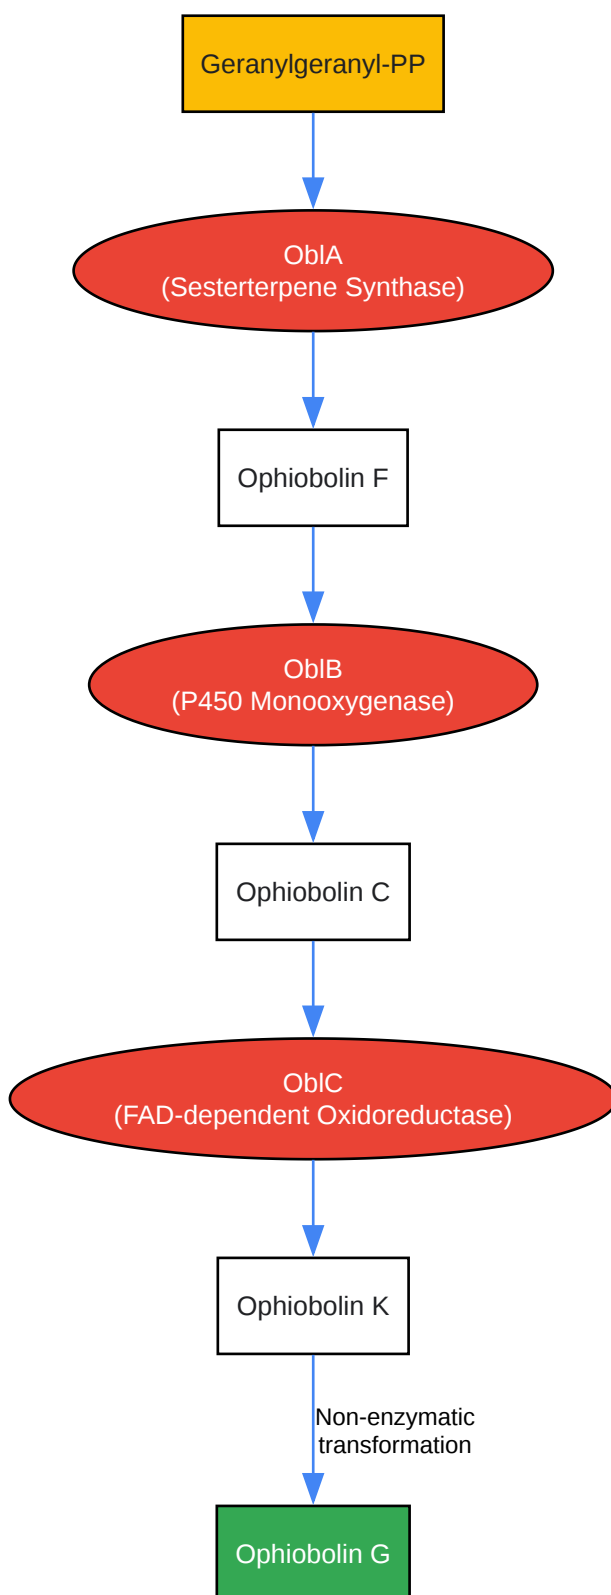 Geranylgeranyl-PP
OblA
(Sesterterpene Synthase)
Ophiobolin F
OblB
(P450 Monooxygenase)
Ophiobolin C
OblC
(FAD-dependent Oxidoreductase)
Ophiobolin K
Non-enzymatic
transformation
Ophiobolin G